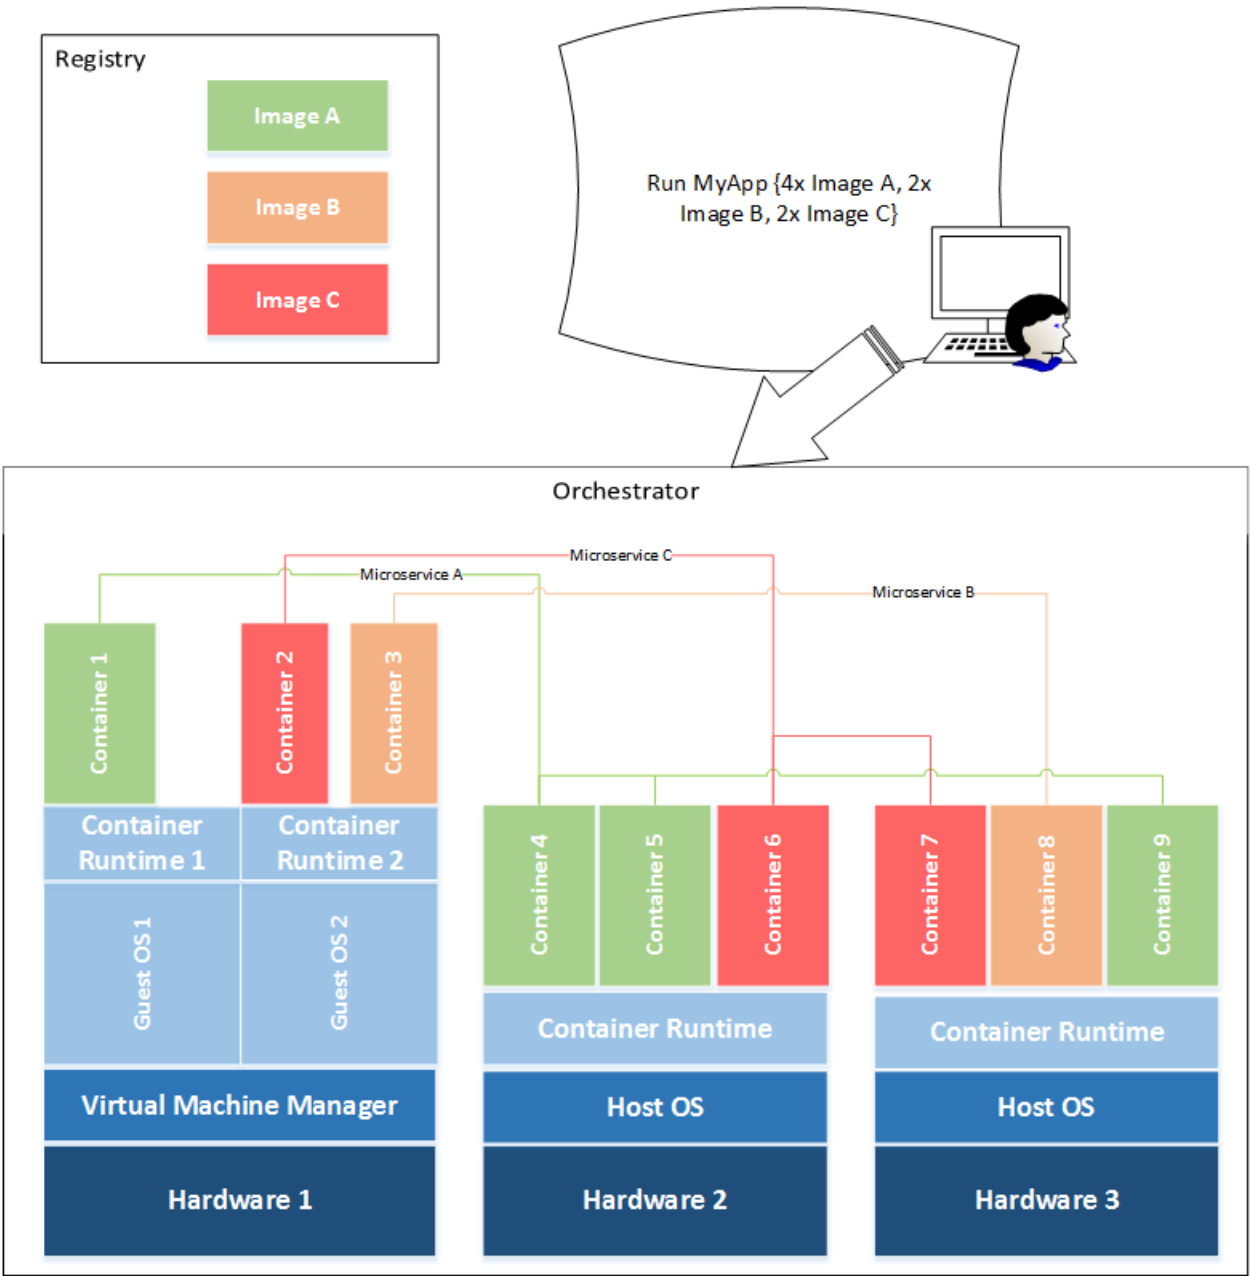 Registry
Image A
Image B
Image C
Run MyApp {4x Image A, 2x
Image B, 2x Image C}
Orchestrator
Microservice C
Microservice A
Microservice B
Container 1
Container 2
Container 3
Container
Runtime 1
Container
Runtime 2
Guest OS 1
Guest OS 2
Virtual Machine Manager
Hardware 1
Container 4
Container 5
Container 6
Container Runtime
Host OS
Hardware 2
Container 7
Container 8
Container 9
Container Runtime
Host OS
Hardware 3